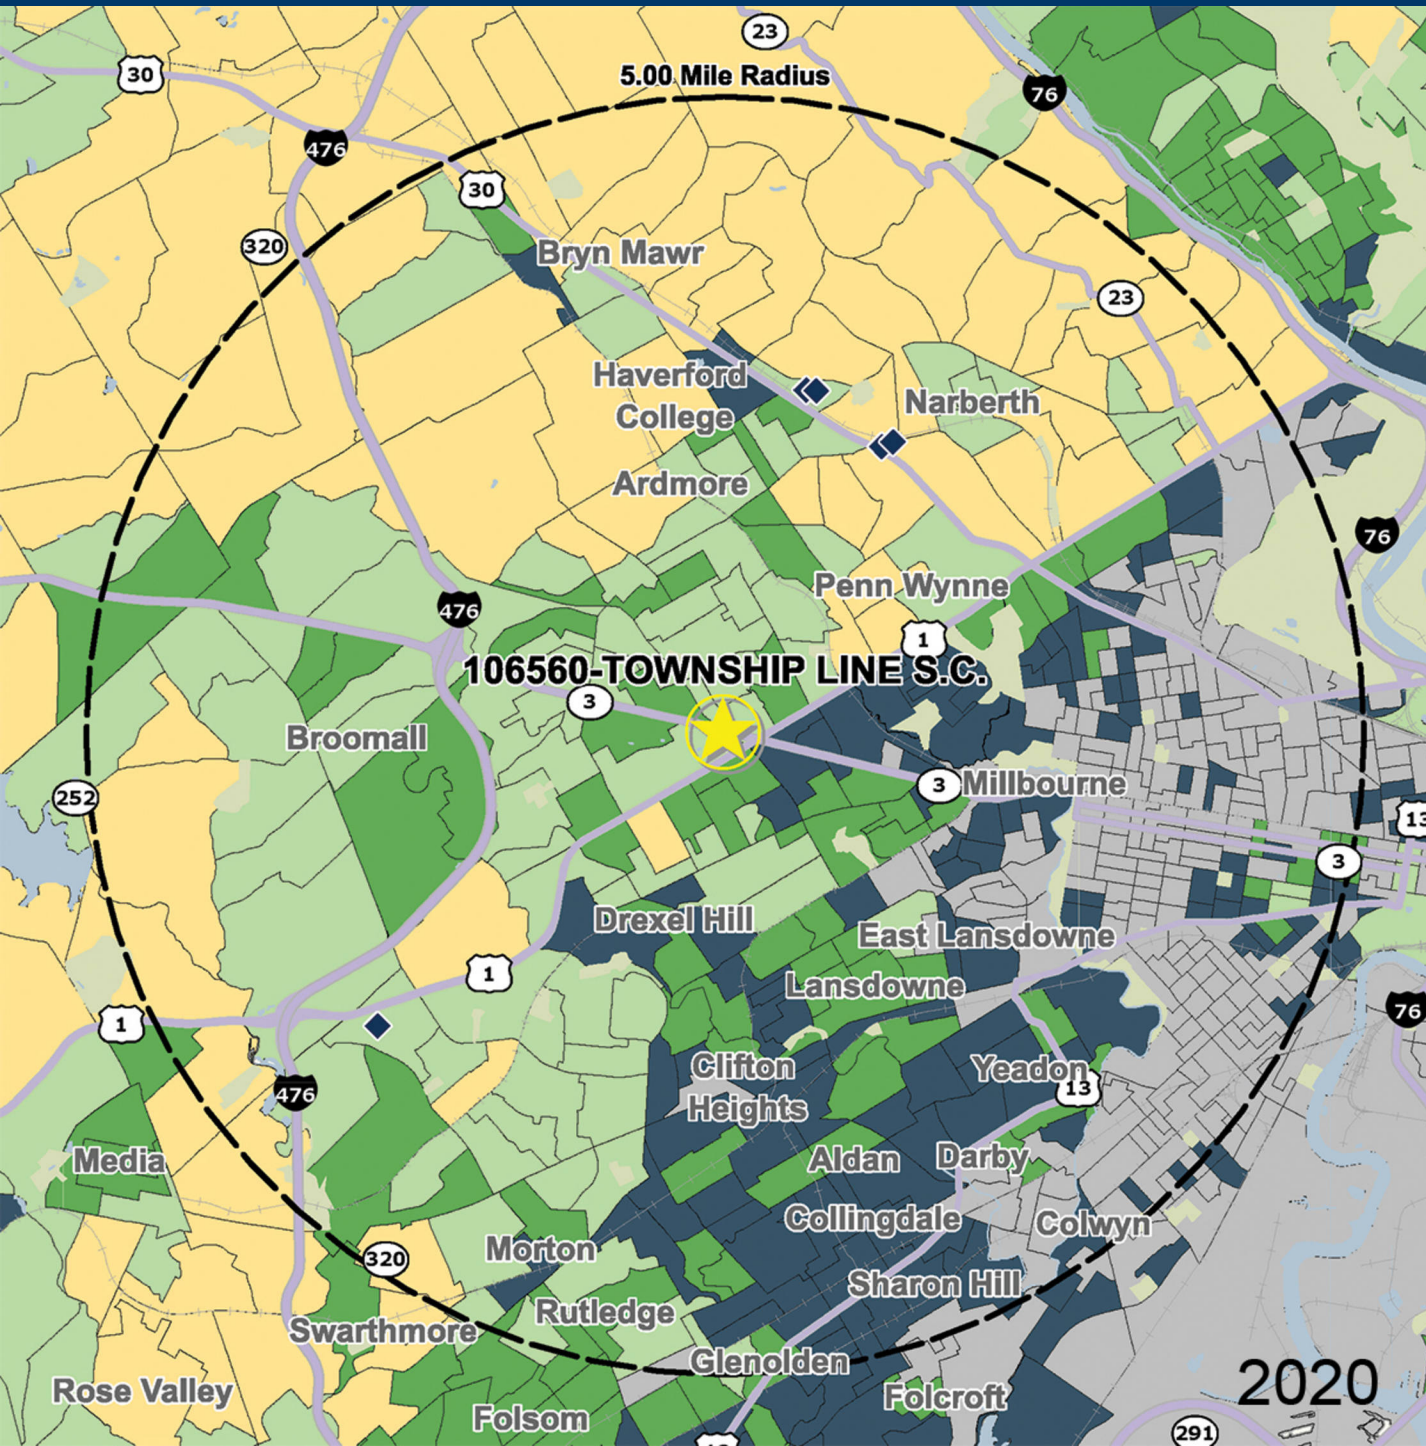 23
5.00 Mile Radius
30
76
476
30
320
Bryn Mawr
23
Haverford
College
Narberth
Ardmore
76
Penn Wynne
476
1
106560-TOWNSHIP LINE S.C.
3
Broomall
3
Millbourne
252
13
3
Drexel Hill
East Lansdowne
1
Lansdowne
76
1
Clifton
Heights
Yeadon
13
476
Media
Aldan
Darby
Collingdale
Colwyn
Morton
320
Sharon Hill
Rutledge
Swarthmore
Glenolden
2020
Rose Valley
Folcroft
Folsom
291